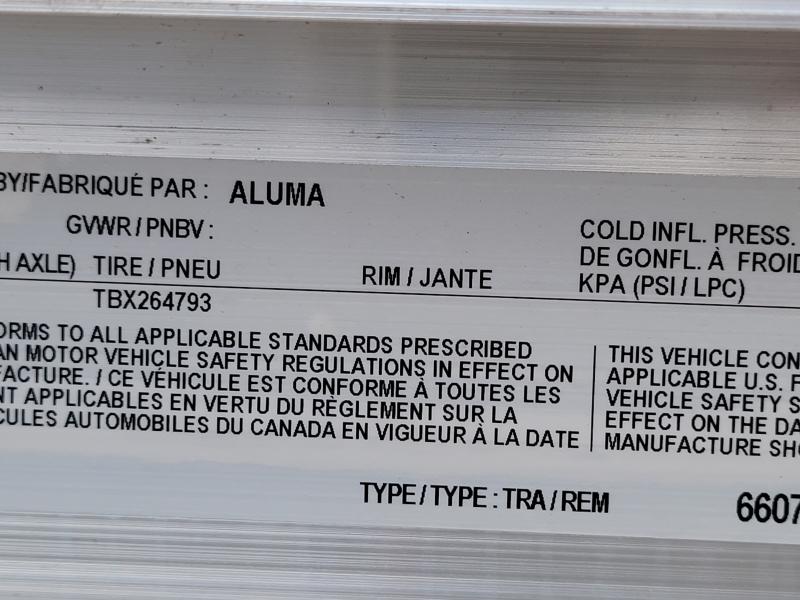 BY/FABRIQUÉ PAR : ALUMA
GVWR / PNBV :
COLD INFL. PRESS.
DE GONFL. À FROID
H AXLE) TIRE / PNEU RIM / JANTE KPA (PSI / LPC)
TBX264793
ORMS TO ALL APPLICABLE STANDARDS PRESCRIBED
AN MOTOR VEHICLE SAFETY REGULATIONS IN EFFECT ON
FACTURE. / CE VÉHICULE EST CONFORME À TOUTES LES
NT APPLICABLES EN VERTU DU RÈGLEMENT SUR LA
CULES AUTOMOBILES DU CANADA EN VIGUEUR À LA DATE
THIS VEHICLE CON
APPLICABLE U.S. F
VEHICLE SAFETY S
EFFECT ON THE DA
MANUFACTURE SHO
TYPE / TYPE : TRA / REM 6607